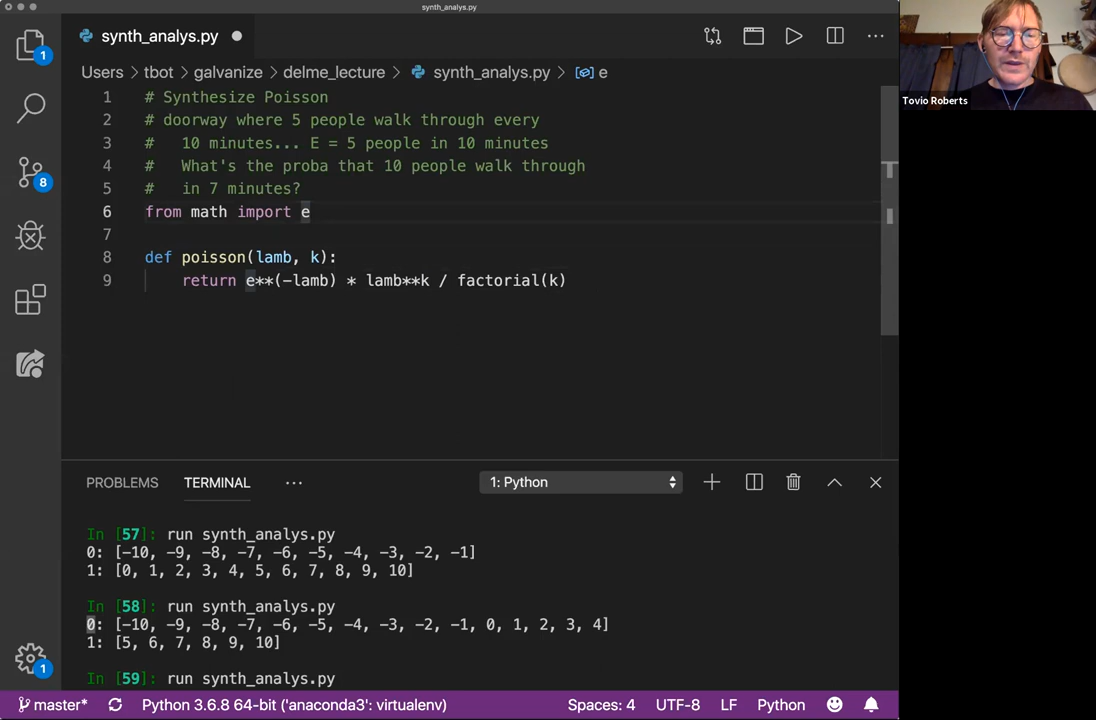 synth_analys.py
synth_analys.py
Users > tbot > galvanize > delme_lecture > synth_analys.py > e
1 # Synthesize Poisson
2 # doorway where 5 people walk through every
3 #   10 minutes... E = 5 people in 10 minutes
4 #   What's the proba that 10 people walk through
5 #   in 7 minutes?
6 from math import e
7
8 def poisson(lamb, k):
9     return e**(-lamb) * lamb**k / factorial(k)
1
8
1
Tovio Roberts
PROBLEMS TERMINAL ... 1: Python
In [57]: run synth_analys.py
0: [-10, -9, -8, -7, -6, -5, -4, -3, -2, -1]
1: [0, 1, 2, 3, 4, 5, 6, 7, 8, 9, 10]
In [58]: run synth_analys.py
0: [-10, -9, -8, -7, -6, -5, -4, -3, -2, -1, 0, 1, 2, 3, 4]
1: [5, 6, 7, 8, 9, 10]
In [59]: run synth_analys.py
master* Python 3.6.8 64-bit ('anaconda3': virtualenv) Spaces: 4 UTF-8 LF Python